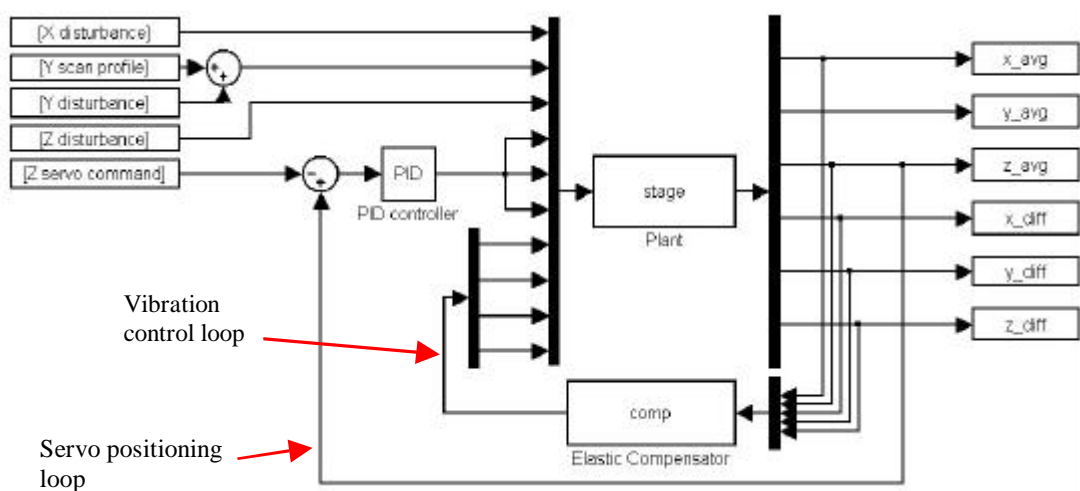 [X disturbance]
[Y scan profile]
[Y disturbance]
[Z disturbance]
[Z servo command]
PID
PID controller
stage
Plant
x_avg
y_avg
z_avg
x_diff
y_diff
z_diff
Vibration
control loop
comp
Elastic Compensator
Servo positioning
loop